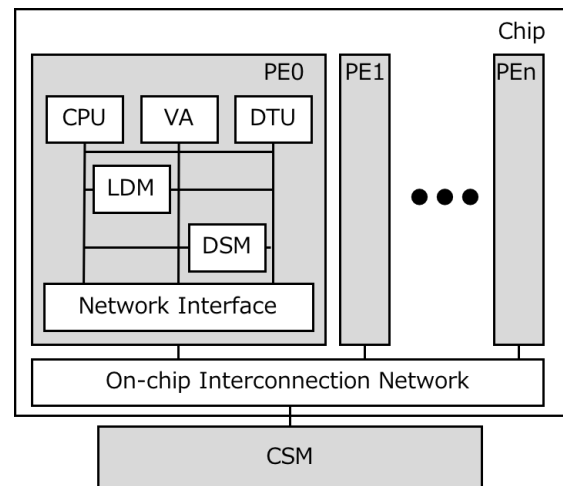 Chip
PE0
PE1
PEn
CPU
VA
DTU
LDM
DSM
Network Interface
On-chip Interconnection Network
CSM